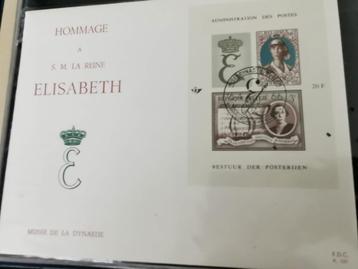 HOMMAGE
A
S. M. LA REINE
ELISABETH
MUSEE DE LA DYNASTIE
ADMINISTRATION DES POSTES
E
20 F
BESTUUR DER POSTERIJEN
F.D.C.